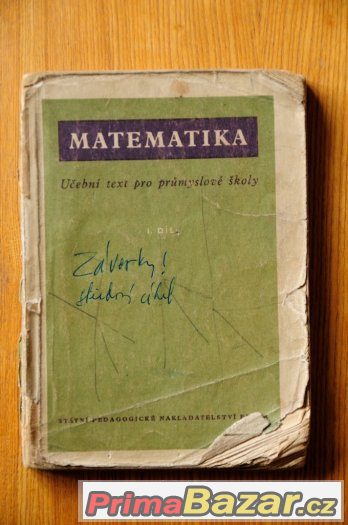 MATEMATIKA
Učební text pro průmyslové školy
I. DÍL
Závorky!
STÁTNÍ PEDAGOGICKÉ NAKLADATELSTVÍ
PrimaBazar.cz